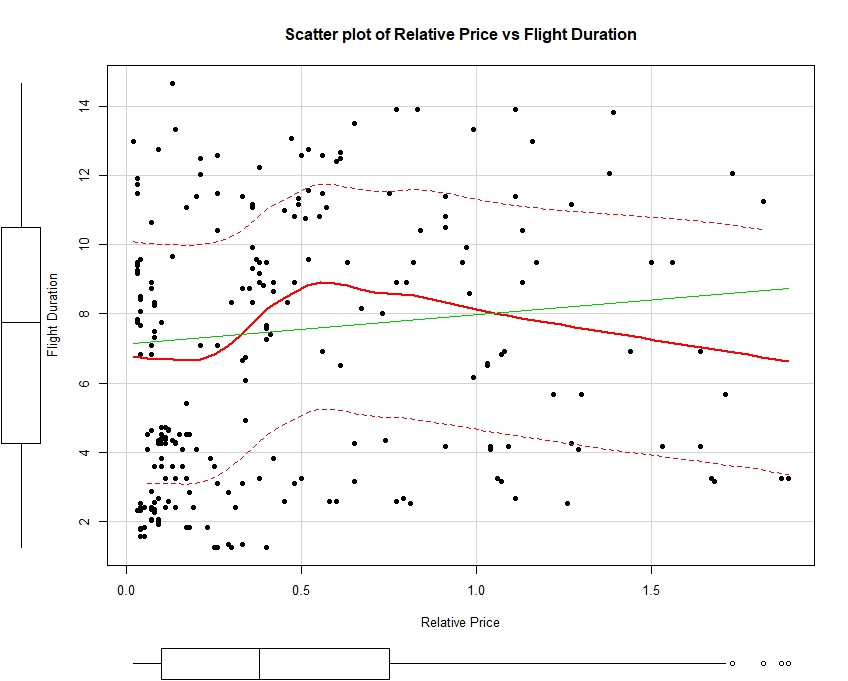 Scatter plot of Relative Price vs Flight Duration
14
12
10
8
6
4
2
Flight Duration
0.0 0.5 1.0 1.5
Relative Price